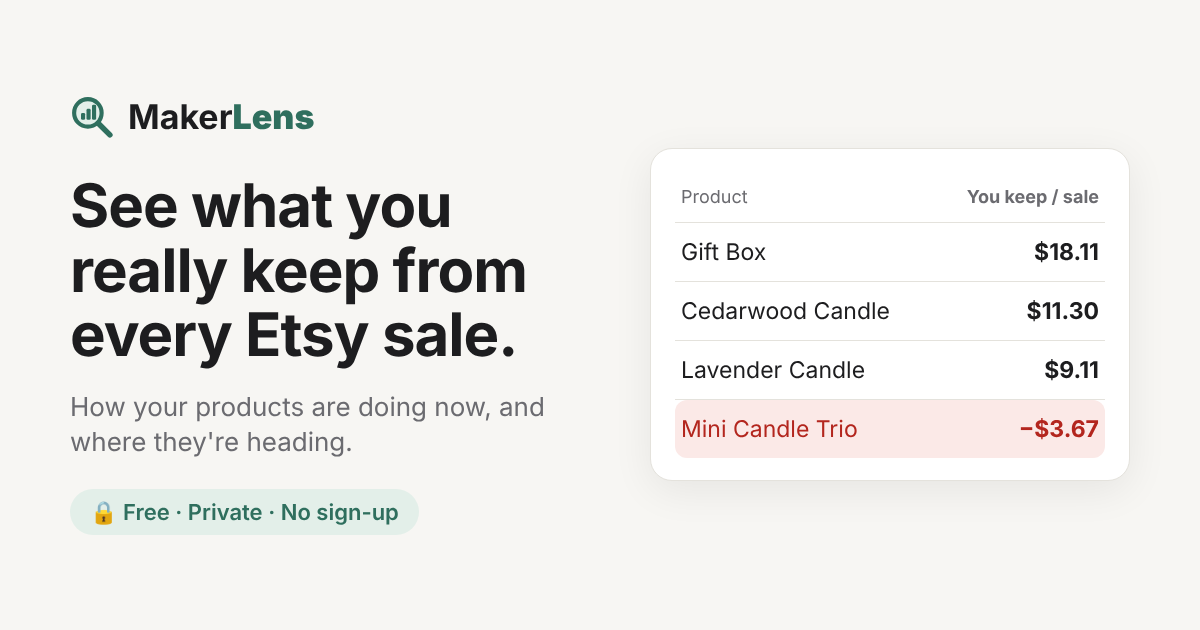 MakerLens
See what you
really keep from
every Etsy sale.
How your products are doing now, and
where they're heading.
🔒 Free · Private · No sign-up
Product You keep / sale
Gift Box $18.11
Cedarwood Candle $11.30
Lavender Candle $9.11
Mini Candle Trio −$3.67